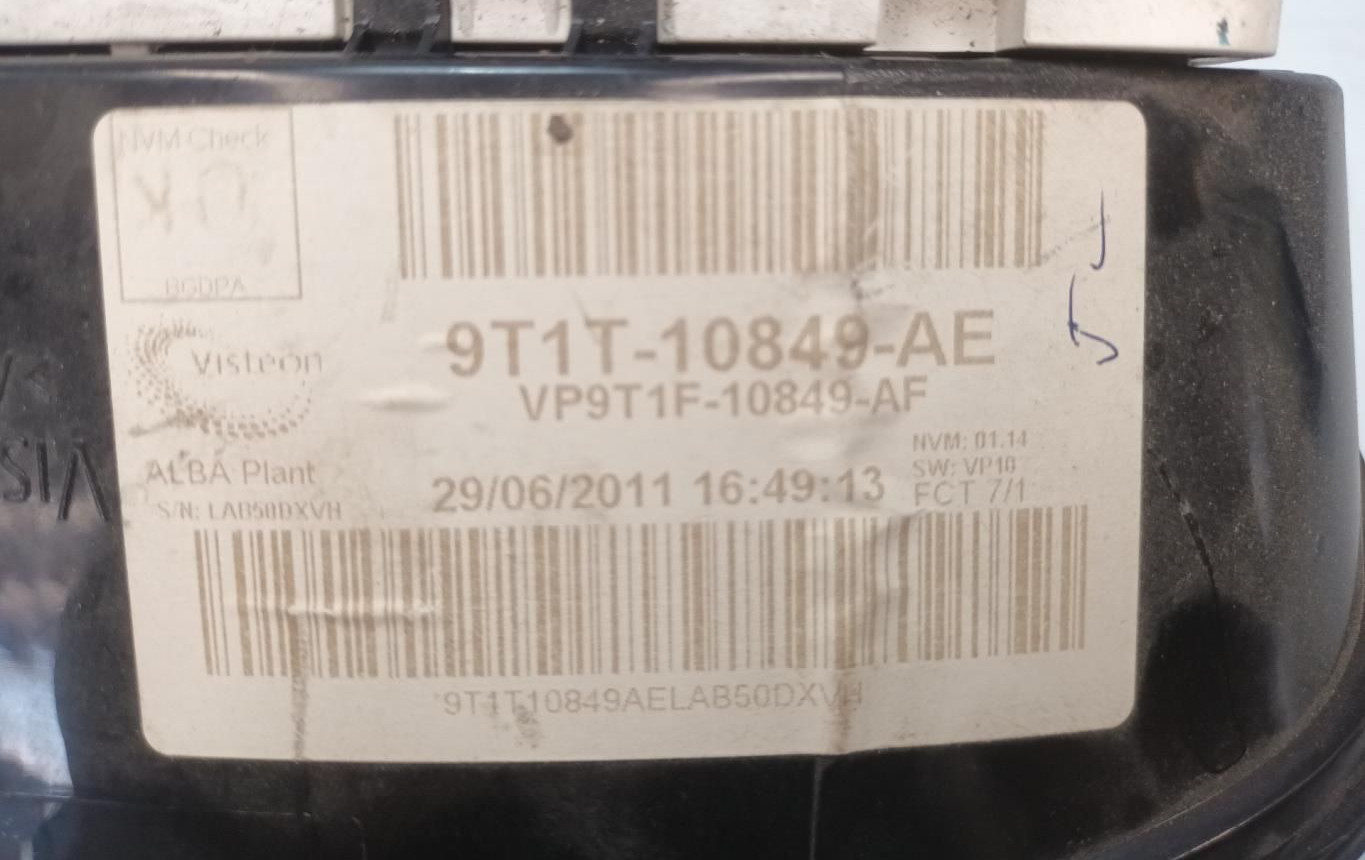 NVM Check
BGDPA
Visteon
9T1T-10849-AE
VP9T1F-10849-AF
ALBA Plant
S/N: LAB50DXVH
29/06/2011 16:49:13
NVM: 01.14
SW: VP10
FCT 7/1
*9T1T10849AELAB50DXVH